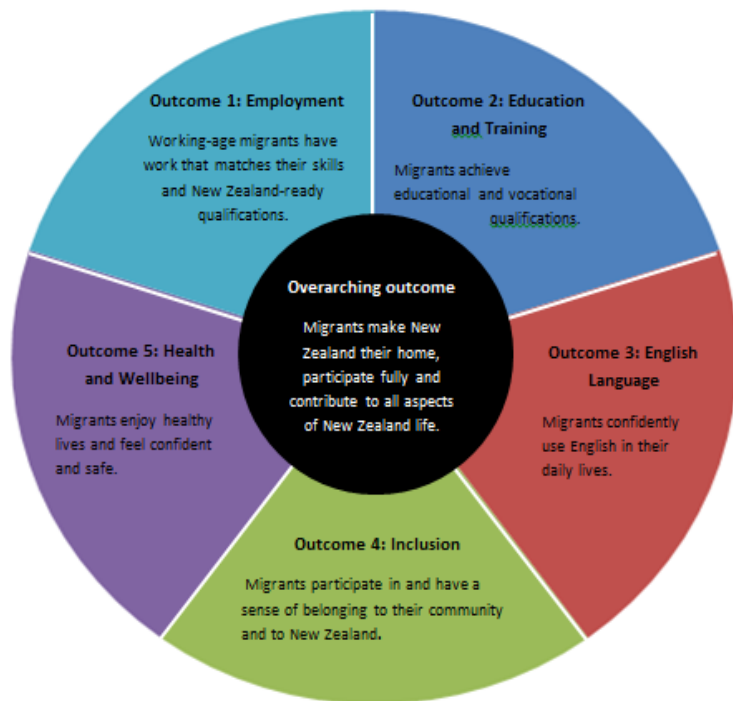 Outcome 1: Employment
Working-age migrants have
work that matches their skills
and New Zealand-ready
qualifications.
Outcome 2: Education
and Training
Migrants achieve
educational and vocational
qualifications.
Overarching outcome
Migrants make New
Zealand their home,
participate fully and
contribute to all aspects
of New Zealand life.
Outcome 3: English
Language
Migrants confidently
use English in their
daily lives.
Outcome 4: Inclusion
Migrants participate in and have a
sense of belonging to their community
and to New Zealand.
Outcome 5: Health
and Wellbeing
Migrants enjoy healthy
lives and feel confident
and safe.